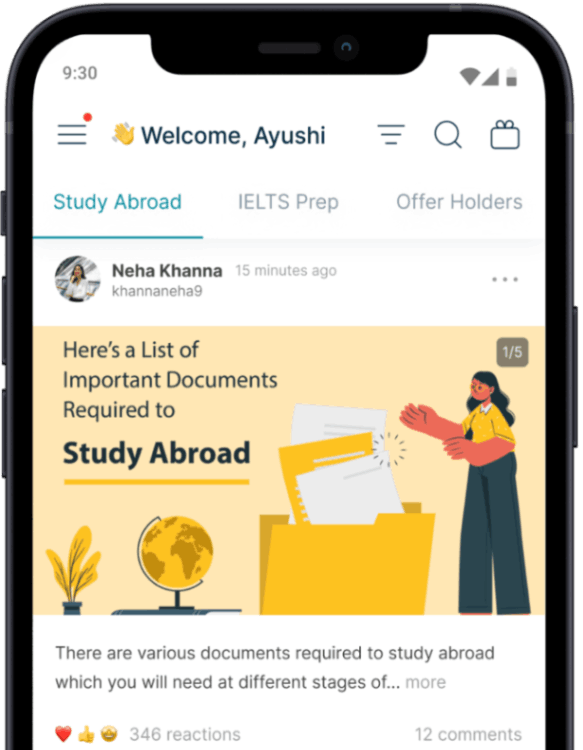 9:30
👋 Welcome, Ayushi
Study Abroad IELTS Prep Offer Holders
Neha Khanna 15 minutes ago
khannaneha9
1/5
Here's a List of
Important Documents
Required to
Study Abroad
There are various documents required to study abroad
which you will need at different stages of... more
❤️ 👍 🤩 346 reactions 12 comments